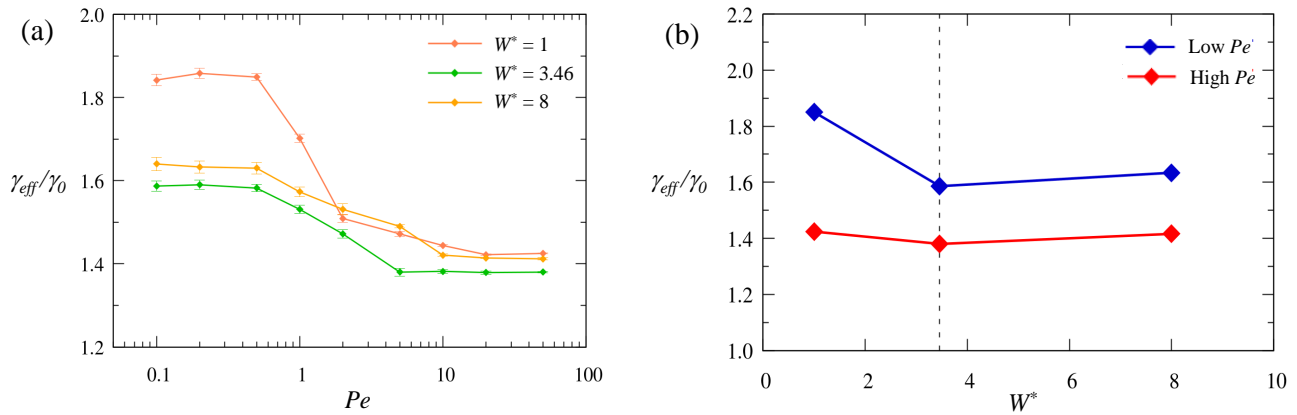 (a)
2.0
1.8
1.6
1.4
1.2
γeff/γ0
0.1
1
10
100
Pe
W* = 1
W* = 3.46
W* = 8
(b)
2.2
2.0
1.8
1.6
1.4
1.2
1.0
γeff/γ0
0
2
4
6
8
10
W*
Low Pe
High Pe